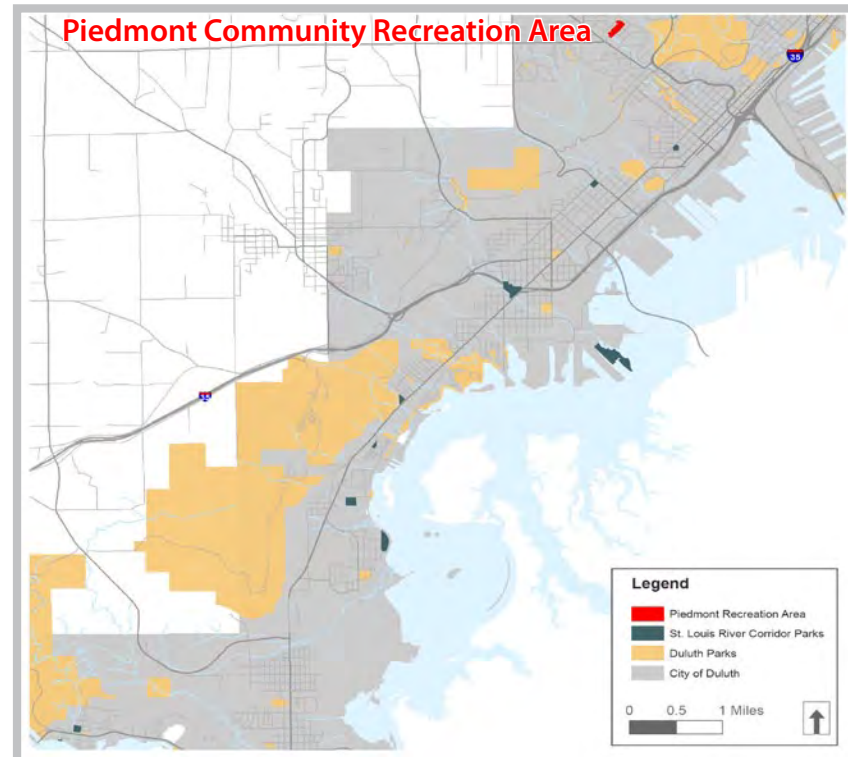 Piedmont Community Recreation Area
35
35
Legend
Piedmont Recreation Area
St. Louis River Corridor Parks
Duluth Parks
City of Duluth
0 0.5 1 Miles